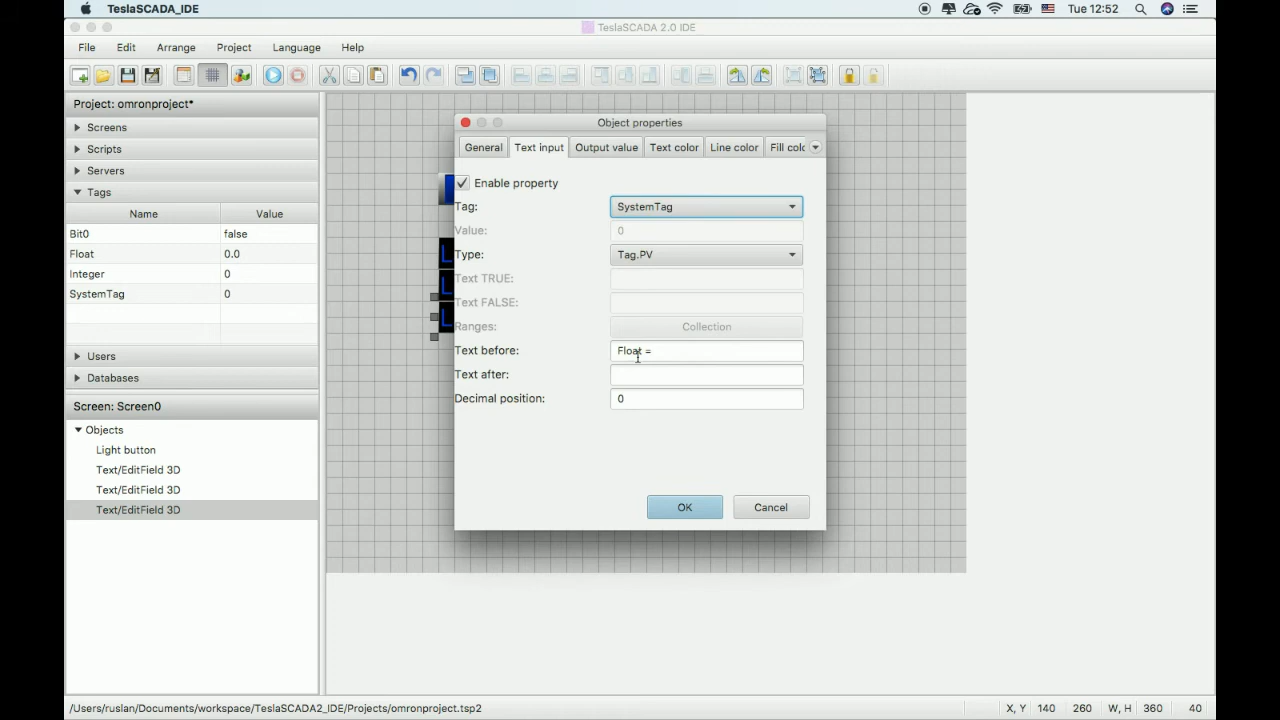 TeslaSCADA_IDE
Tue 12:52
TeslaSCADA 2.0 IDE
File Edit Arrange Project Language Help
Project: omronproject*
Screens
Scripts
Servers
Tags
Name Value
Bit0 false
Float 0.0
Integer 0
SystemTag 0
Users
Databases
Screen: Screen0
Objects
Light button
Text/EditField 3D
Text/EditField 3D
Text/EditField 3D
Object properties
General Text input Output value Text color Line color Fill colo
Enable property
Tag: SystemTag
Value: 0
Type: Tag.PV
Text TRUE:
Text FALSE:
Ranges: Collection
Text before: Float =
Text after:
Decimal position: 0
OK Cancel
/Users/ruslan/Documents/workspace/TeslaSCADA2_IDE/Projects/omronproject.tsp2
X, Y 140 260 W, H 360 40